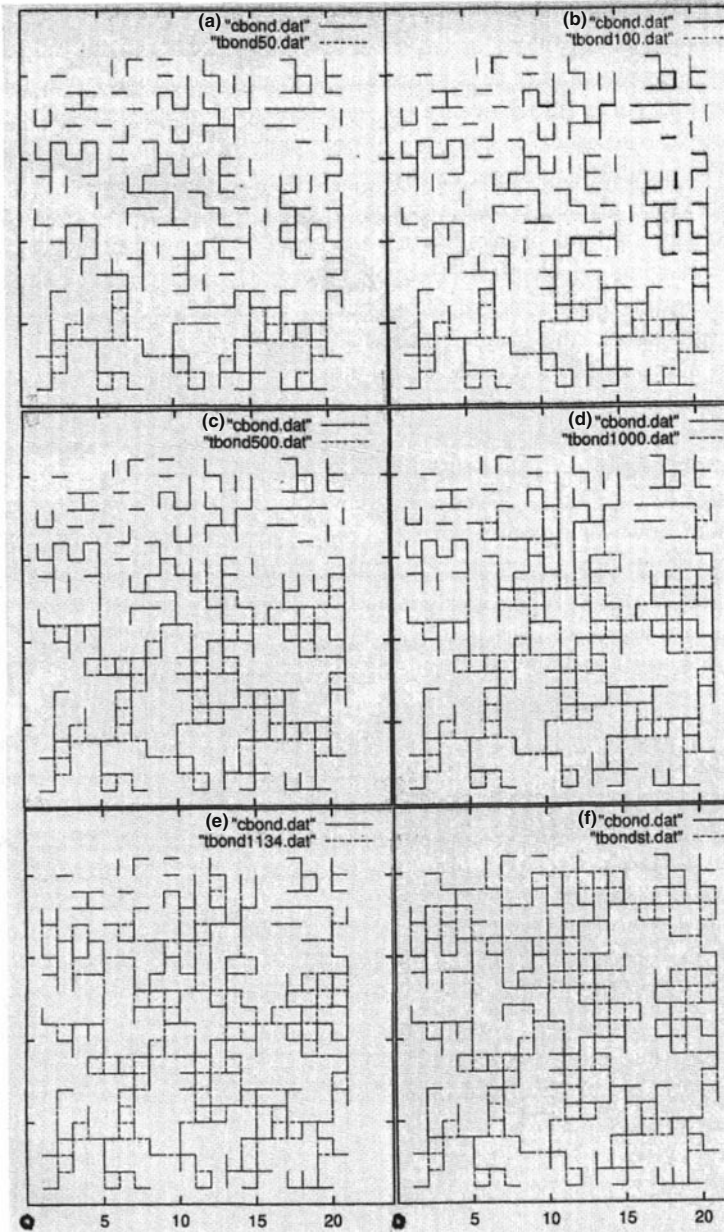 (a) "cbond.dat"
"tbond50.dat"
(b) "cbond.dat"
"tbond100.dat"
(c) "cbond.dat"
"tbond500.dat"
(d) "cbond.dat"
"tbond1000.dat"
(e) "cbond.dat"
"tbond1134.dat"
(f) "cbond.dat"
"tbondst.dat"
0 5 10 15 20
5 10 15 20